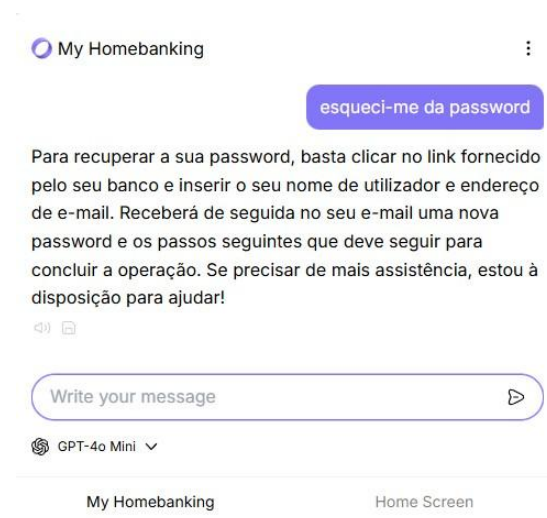 My Homebanking
esqueci-me da password
Para recuperar a sua password, basta clicar no link fornecido
pelo seu banco e inserir o seu nome de utilizador e endereço
de e-mail. Receberá de seguida no seu e-mail uma nova
password e os passos seguintes que deve seguir para
concluir a operação. Se precisar de mais assistência, estou à
disposição para ajudar!
Write your message
GPT-4o Mini
My Homebanking Home Screen